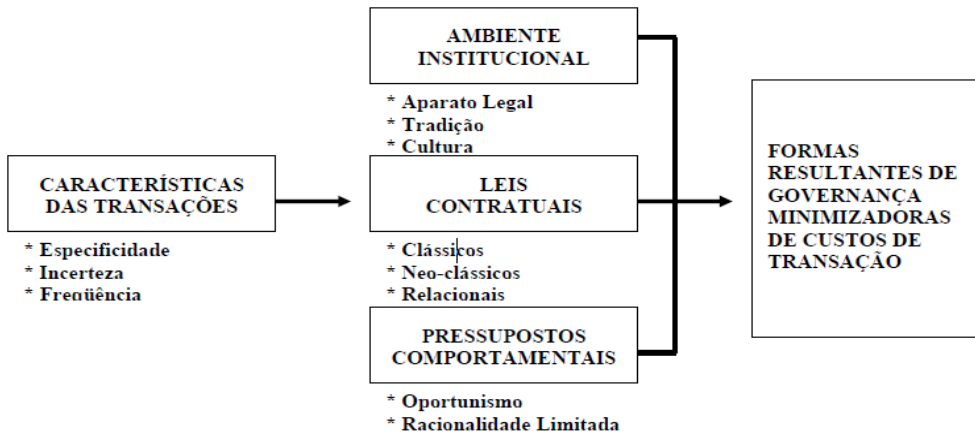 CARACTERÍSTICAS
DAS TRANSAÇÕES
* Especificidade
* Incerteza
* Freqüência
AMBIENTE
INSTITUCIONAL
* Aparato Legal
* Tradição
* Cultura
LEIS
CONTRATUAIS
* Clássicos
* Neo-clássicos
* Relacionais
PRESSUPOSTOS
COMPORTAMENTAIS
* Oportunismo
* Racionalidade Limitada
FORMAS
RESULTANTES DE
GOVERNANÇA
MINIMIZADORAS
DE CUSTOS DE
TRANSAÇÃO